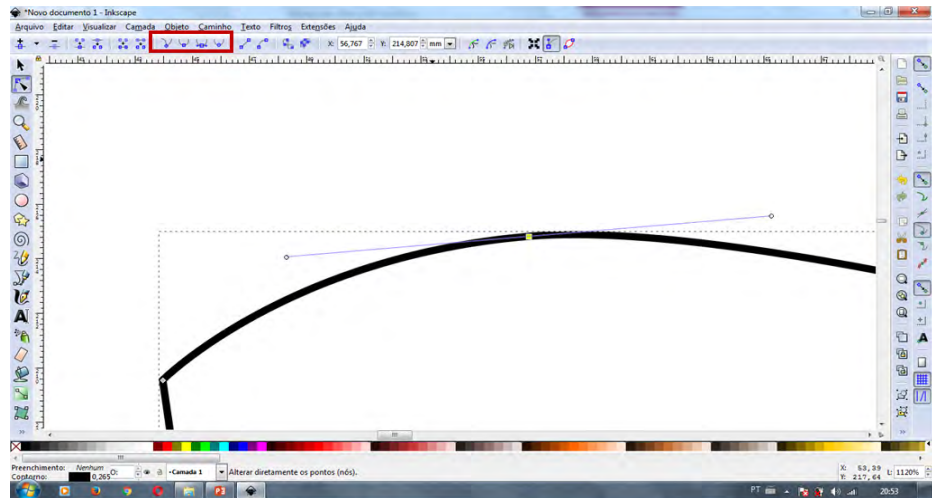 *Novo documento 1 - Inkscape
Arquivo Editar Visualizar Camada Objeto Caminho Texto Filtros Extensões Ajuda
X: 56,767 Y: 214,807 mm
Preenchimento: Nenhum O:
Contorno: 0,265
•Camada 1
Alterar diretamente os pontos (nós).
X: 53,39
Y: 217,64
L: 1120%
PT
20:53